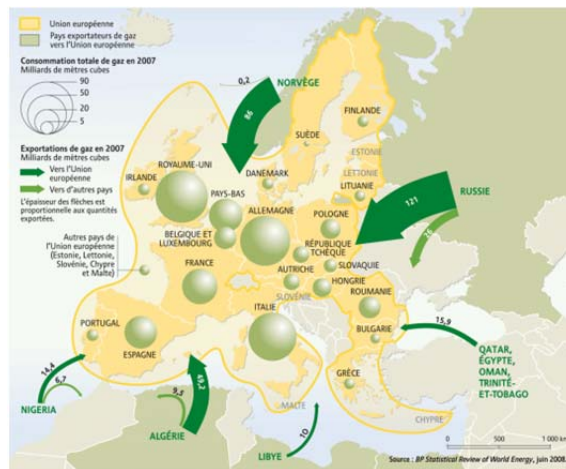 Union européenne
Pays exportateurs de gaz
vers l'Union européenne
Consommation totale de gaz en 2007
Milliards de mètres cubes
90
50
20
5
Exportations de gaz en 2007
Milliards de mètres cubes
Vers l'Union
européenne
Vers d'autres pays
L'épaisseur des flèches est
proportionnelle aux quantités
exportées.
Autres pays de
l'Union européenne
(Estonie, Lettonie,
Slovénie, Chypre
et Malte)
0,2
NORVÈGE
86
FINLANDE
SUÈDE
ESTONIE
ROYAUME-UNI
DANEMARK
LETTONIE
IRLANDE
PAYS-BAS
LITUANIE
RUSSIE
121
26
ALLEMAGNE
POLOGNE
BELGIQUE ET
LUXEMBOURG
RÉPUBLIQUE
TCHÈQUE
SLOVAQUIE
FRANCE
AUTRICHE
HONGRIE
SLOVÉNIE
ROUMANIE
ITALIE
BULGARIE
15,9
PORTUGAL
ESPAGNE
QATAR,
ÉGYPTE,
OMAN,
TRINITÉ-
ET-TOBAGO
14,4
6,7
9,5
49,2
GRÈCE
NIGERIA
MALTE
CHYPRE
ALGÉRIE
10
LIBYE
0
500
1 000 km
Source : BP Statistical Review of World Energy, juin 2008.